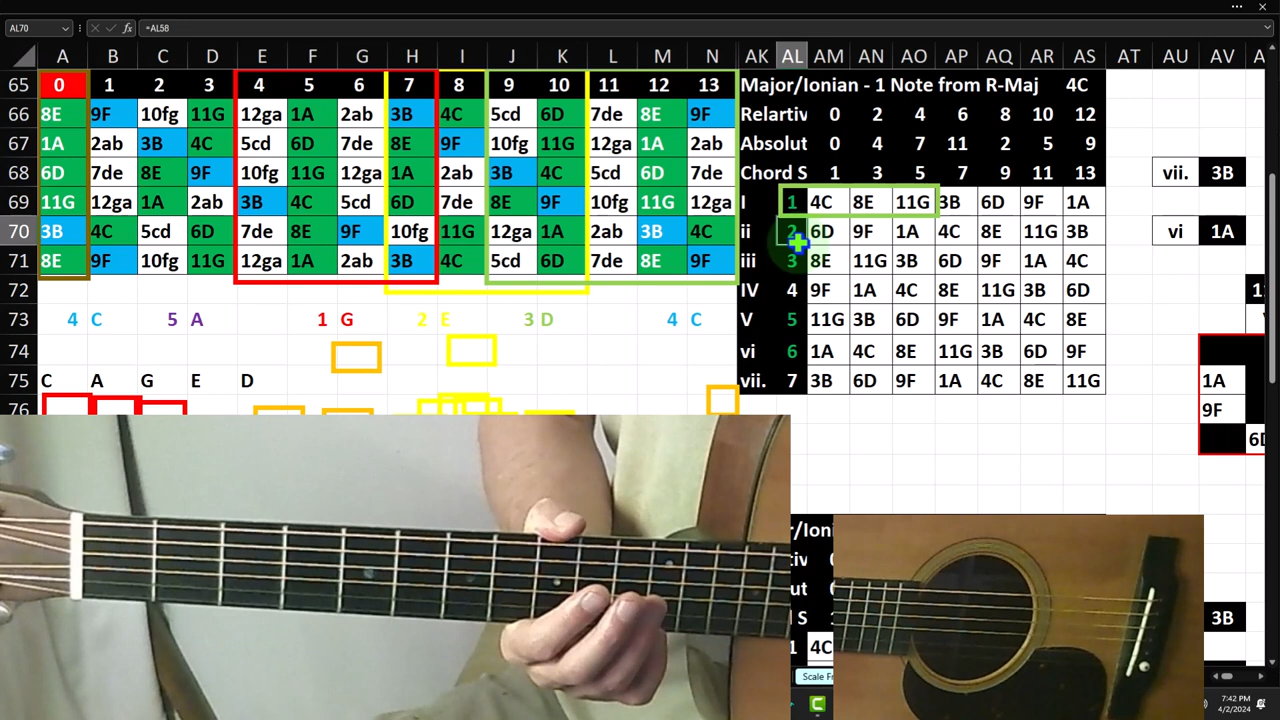 AL70 fx =AL58
A B C D E F G H I J K L M N AK AL AM AN AO AP AQ AR AS AT AU AV A
65 0 1 2 3 4 5 6 7 8 9 10 11 12 13 Major/Ionian - 1 Note from R-Maj 4C
66 8E 9F 10fg 11G 12ga 1A 2ab 3B 4C 5cd 6D 7de 8E 9F Relartiv 0 2 4 6 8 10 12
67 1A 2ab 3B 4C 5cd 6D 7de 8E 9F 10fg 11G 12ga 1A 2ab Absolut 0 4 7 11 2 5 9
68 6D 7de 8E 9F 10fg 11G 12ga 1A 2ab 3B 4C 5cd 6D 7de Chord S 1 3 5 7 9 11 13 vii. 3B
69 11G 12ga 1A 2ab 3B 4C 5cd 6D 7de 8E 9F 10fg 11G 12ga I 1 4C 8E 11G 3B 6D 9F 1A
70 3B 4C 5cd 6D 7de 8E 9F 10fg 11G 12ga 1A 2ab 3B 4C ii 2 6D 9F 1A 4C 8E 11G 3B vi 1A
71 8E 9F 10fg 11G 12ga 1A 2ab 3B 4C 5cd 6D 7de 8E 9F iii 3 8E 11G 3B 6D 9F 1A 4C
72 IV 4 9F 1A 4C 8E 11G 3B 6D
73 4 C 5 A 1 G 2 E 3 D 4 C V 5 11G 3B 6D 9F 1A 4C 8E
74 vi 6 1A 4C 8E 11G 3B 6D 9F
75 C A G E D vii. 7 3B 6D 9F 1A 4C 8E 11G 1A
76 9F
6D
r/Ioni
lartiv 0
olut 0
rd S 3B
1 4C
Scale Fr
7:42 PM
4/2/2024